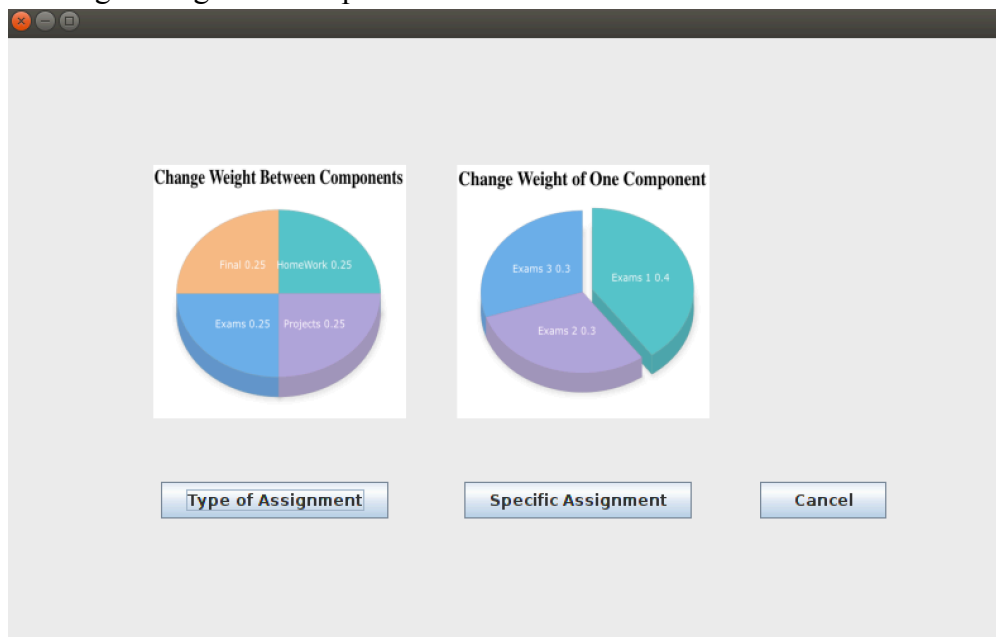 Change Weight Between Components
Final 0.25
HomeWork 0.25
Exams 0.25
Projects 0.25
Change Weight of One Component
Exams 3 0.3
Exams 1 0.4
Exams 2 0.3
Type of Assignment
Specific Assignment
Cancel